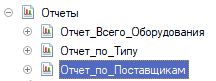 Отчеты
Отчет_Всего_Оборудования
Отчет_по_Типу
Отчет_по_Поставщикам